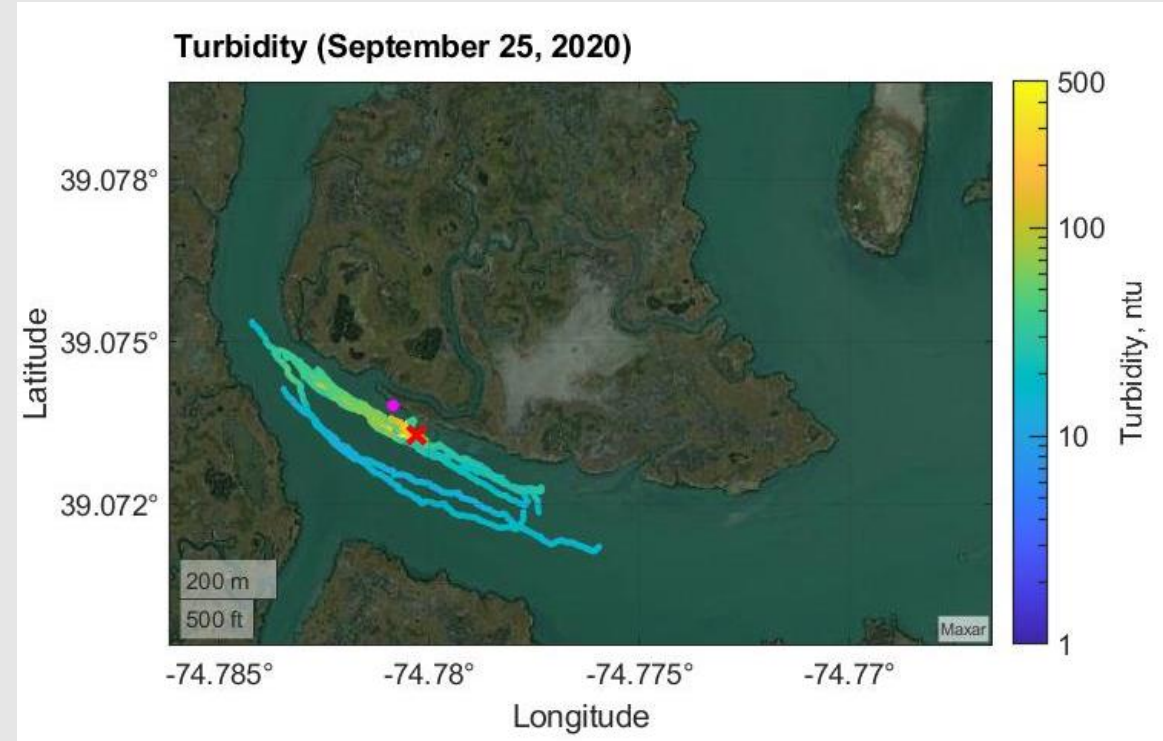 Turbidity (September 25, 2020)
500
39.078°
100
Latitude
39.075°
Turbidity, ntu
10
39.072°
200 m
500 ft
Maxar
1
-74.785°
-74.78°
-74.775°
-74.77°
Longitude